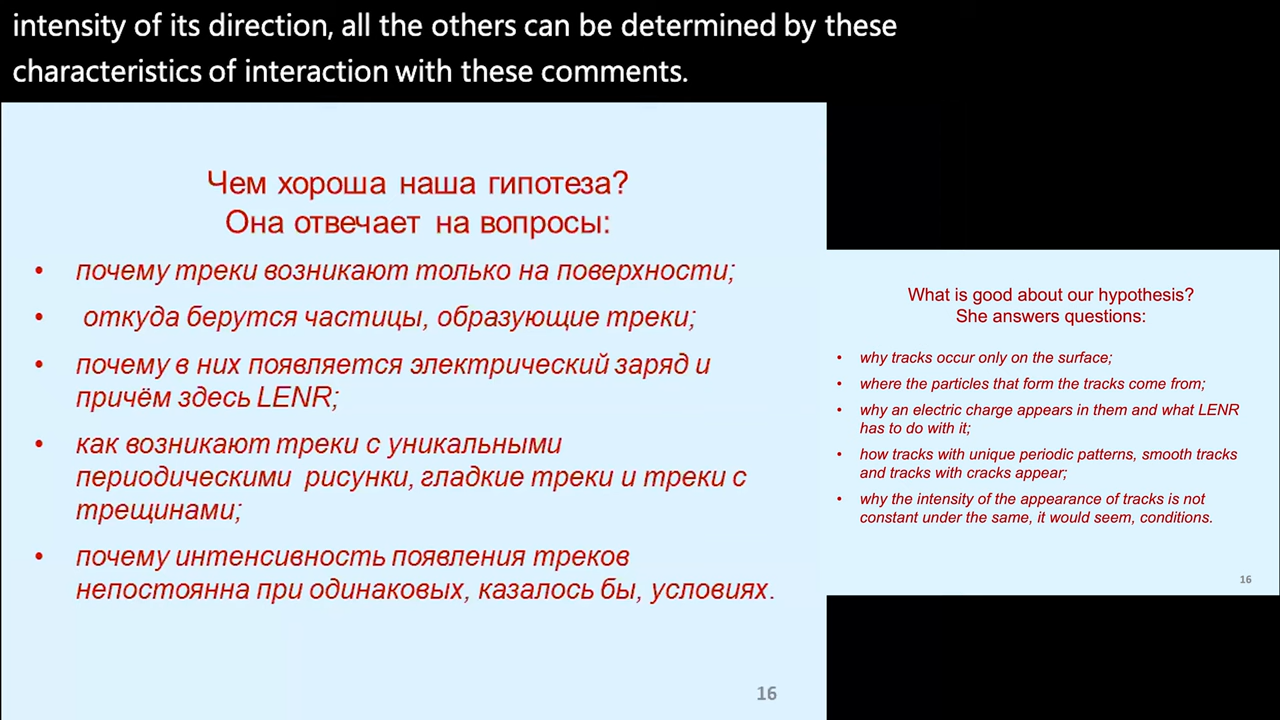 intensity of its direction, all the others can be determined by these
characteristics of interaction with these comments.
Чем хороша наша гипотеза?
Она отвечает на вопросы:
• почему треки возникают только на поверхности;
• откуда берутся частицы, образующие треки;
• почему в них появляется электрический заряд и
причём здесь LENR;
• как возникают треки с уникальными
периодическими рисунки, гладкие треки и треки с
трещинами;
• почему интенсивность появления треков
непостоянна при одинаковых, казалось бы, условиях.
16
What is good about our hypothesis?
She answers questions:
• why tracks occur only on the surface;
• where the particles that form the tracks come from;
• why an electric charge appears in them and what LENR
has to do with it;
• how tracks with unique periodic patterns, smooth tracks
and tracks with cracks appear;
• why the intensity of the appearance of tracks is not
constant under the same, it would seem, conditions.
16